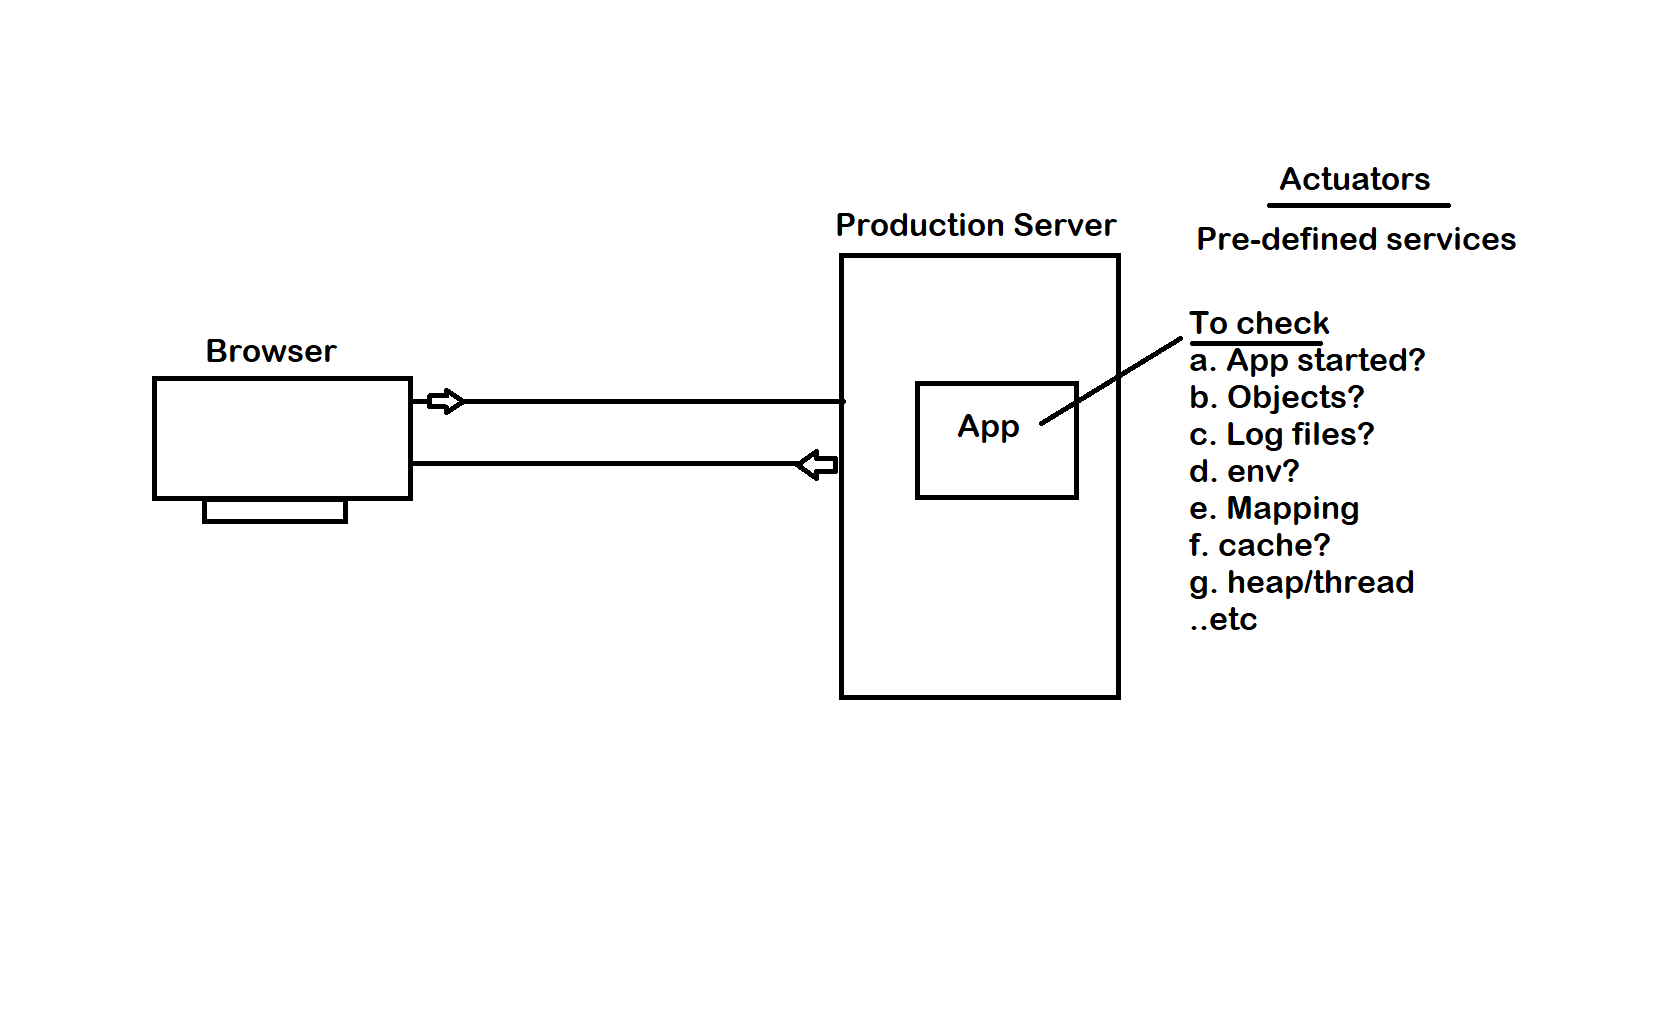 Actuators
Production Server
Pre-defined services
Browser
App
To check
a. App started?
b. Objects?
c. Log files?
d. env?
e. Mapping
f. cache?
g. heap/thread
..etc